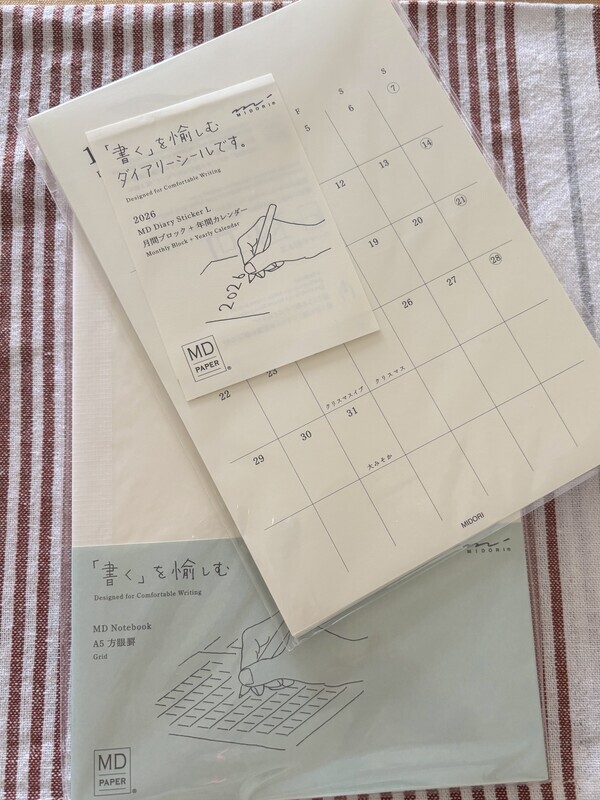 MIDORI
「書く」を愉しむ
ダイアリーシールです。
Designed for Comfortable Writing
2026
MD Diary Sticker L
月間ブロック + 年間カレンダー
Monthly Block + Yearly Calendar
2026
MD
PAPER®
F S S
5 6 7
12 13 14
19 20 21
22 23 26 27 28
クリスマスイブ クリスマス
29 30 31
大みそか
MIDORI
MIDORI
「書く」を愉しむ
Designed for Comfortable Writing
MD Notebook
A5 方眼罫
Grid
MD
PAPER®